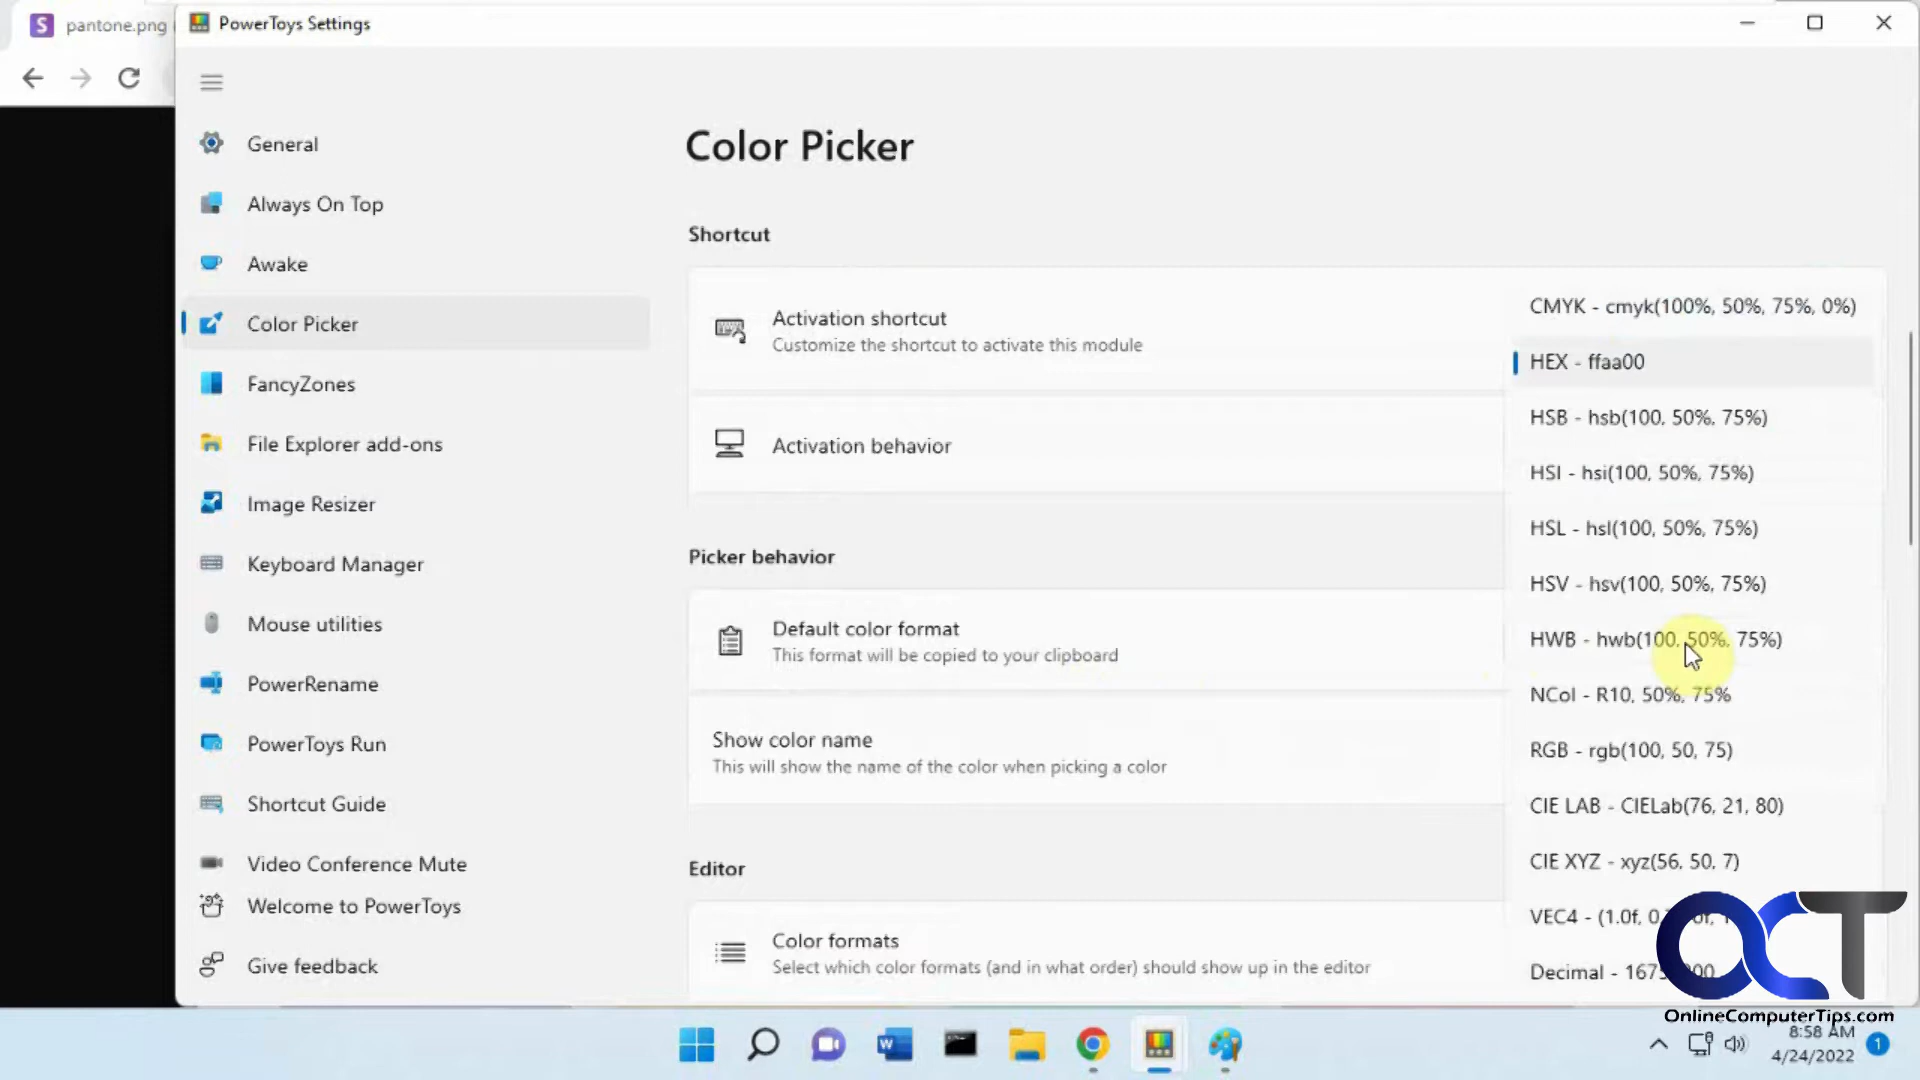 pantone.png
PowerToys Settings
General
Always On Top
Awake
Color Picker
FancyZones
File Explorer add-ons
Image Resizer
Keyboard Manager
Mouse utilities
PowerRename
PowerToys Run
Shortcut Guide
Video Conference Mute
Welcome to PowerToys
Give feedback
Color Picker
Shortcut
Activation shortcut
Customize the shortcut to activate this module
Activation behavior
Picker behavior
Default color format
This format will be copied to your clipboard
Show color name
This will show the name of the color when picking a color
Editor
Color formats
Select which color formats (and in what order) should show up in the editor
CMYK - cmyk(100%, 50%, 75%, 0%)
HEX - ffaa00
HSB - hsb(100, 50%, 75%)
HSI - hsi(100, 50%, 75%)
HSL - hsl(100, 50%, 75%)
HSV - hsv(100, 50%, 75%)
HWB - hwb(100, 50%, 75%)
NCol - R10, 50%, 75%
RGB - rgb(100, 50, 75)
CIE LAB - CIELab(76, 21, 80)
CIE XYZ - xyz(56, 50, 7)
VEC4 - (1.0f,
Decimal -
OCT
OnlineComputerTips.com
8:58 AM
4/24/2022
1